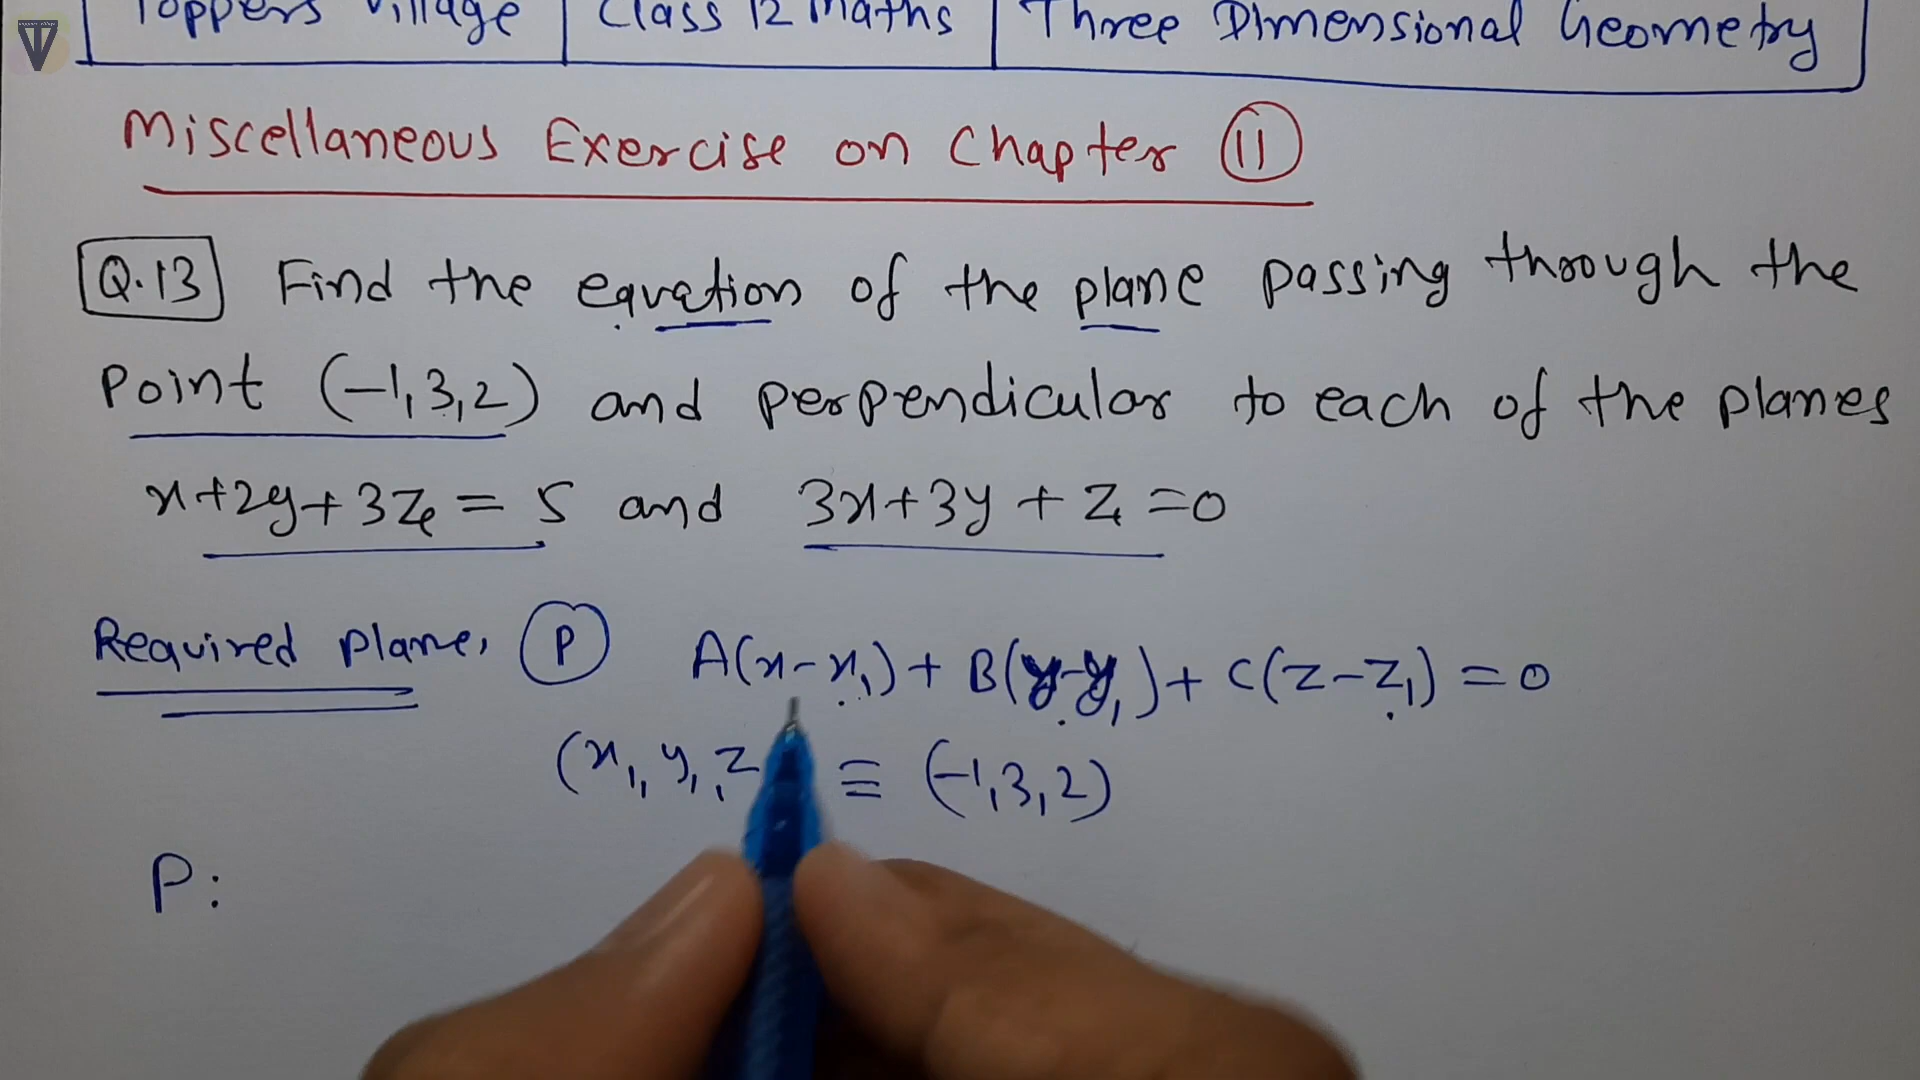 Toppers Village | Class 12 Maths | Three Dimensional Geometry
Miscellaneous Exercise on Chapter 11
Q.13 Find the equation of the plane passing through the
point (-1,3,2) and perpendicular to each of the planes
x+2y+3z = 5 and 3x+3y+z=0
Required plane, P A(x-x₁)+B(y-y₁)+C(z-z₁)=0
(x₁, y₁, z ≡ (-1,3,2)
P: